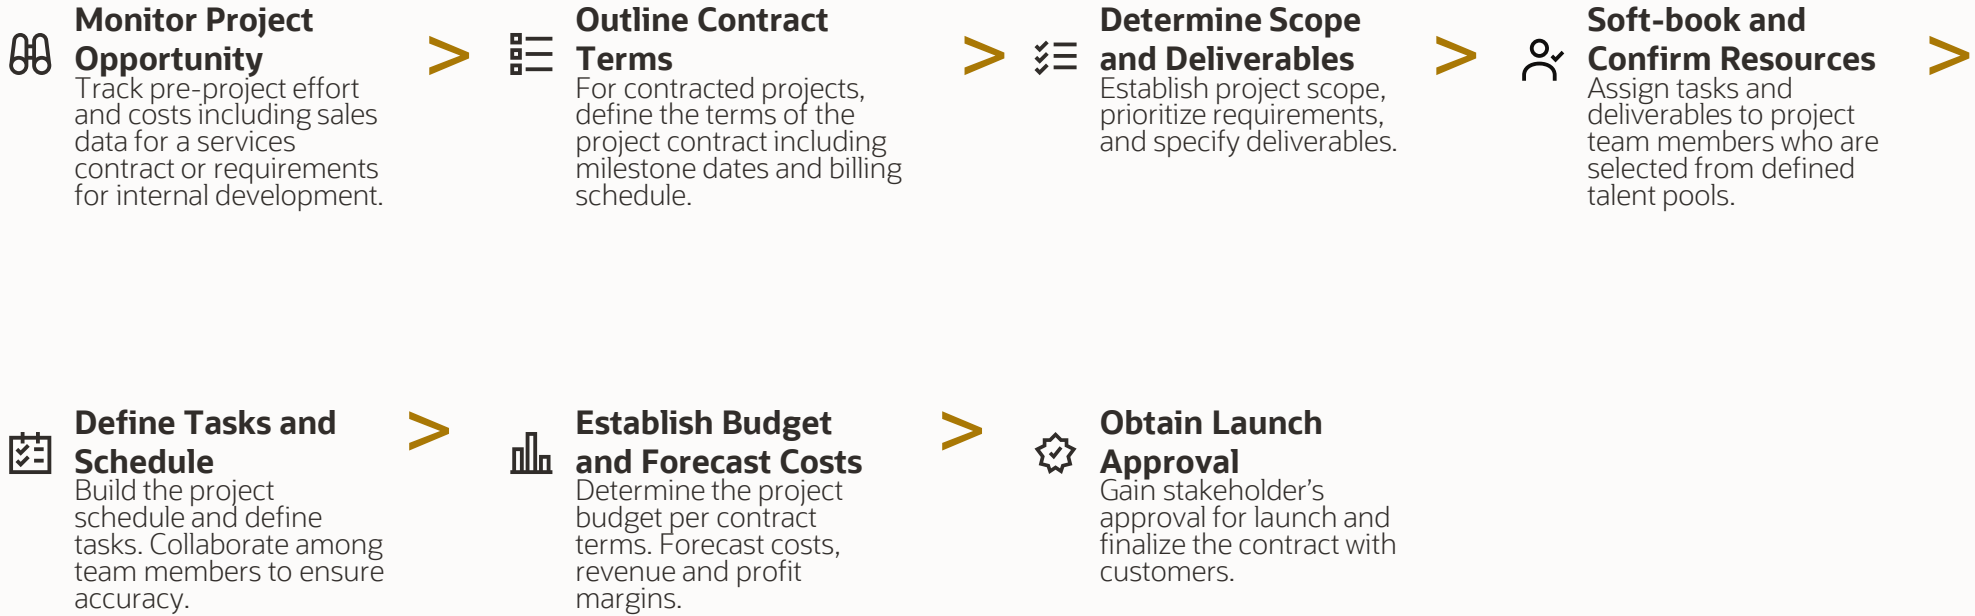 Monitor Project
Opportunity
Track pre-project effort
and costs including sales
data for a services
contract or requirements
for internal development.
>
Outline Contract
Terms
For contracted projects,
define the terms of the
project contract including
milestone dates and billing
schedule.
>
Determine Scope
and Deliverables
Establish project scope,
prioritize requirements,
and specify deliverables.
>
Soft-book and
Confirm Resources
Assign tasks and
deliverables to project
team members who are
selected from defined
talent pools.
>
Define Tasks and
Schedule
Build the project
schedule and define
tasks. Collaborate among
team members to ensure
accuracy.
>
Establish Budget
and Forecast Costs
Determine the project
budget per contract
terms. Forecast costs,
revenue and profit
margins.
>
Obtain Launch
Approval
Gain stakeholder’s
approval for launch and
finalize the contract with
customers.